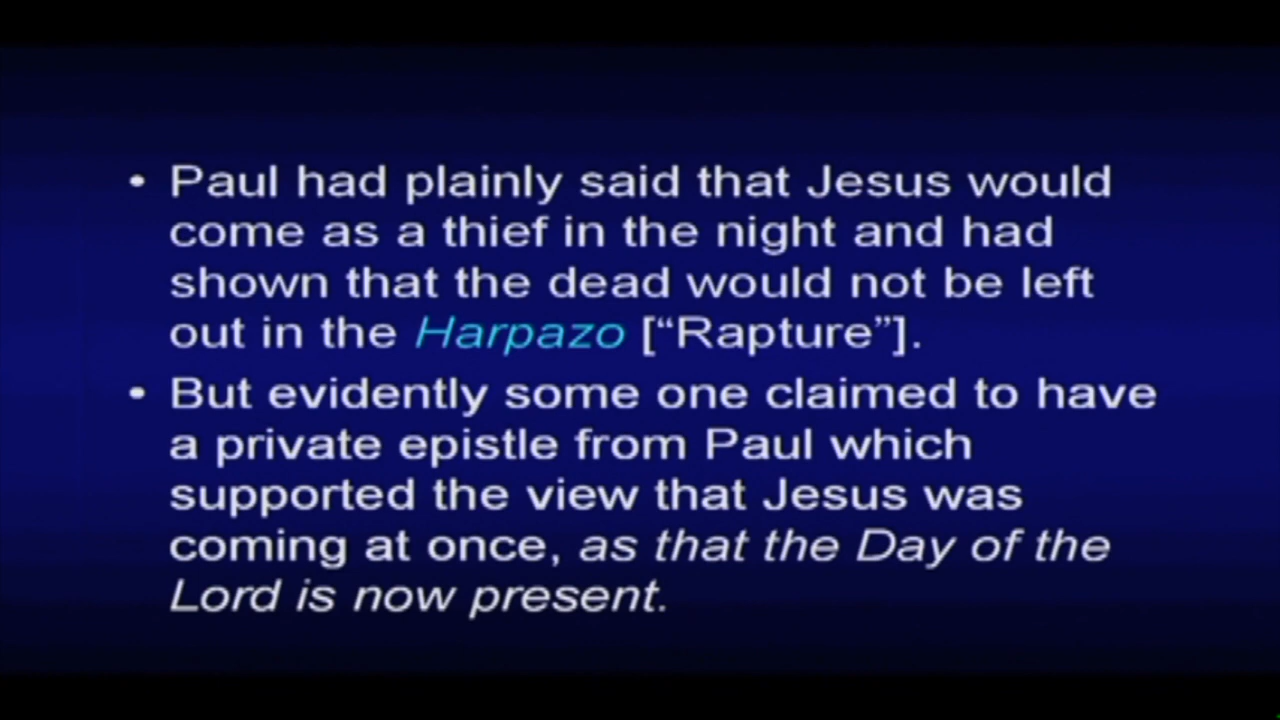 • Paul had plainly said that Jesus would
come as a thief in the night and had
shown that the dead would not be left
out in the Harpazo [“Rapture”].
• But evidently some one claimed to have
a private epistle from Paul which
supported the view that Jesus was
coming at once, as that the Day of the
Lord is now present.